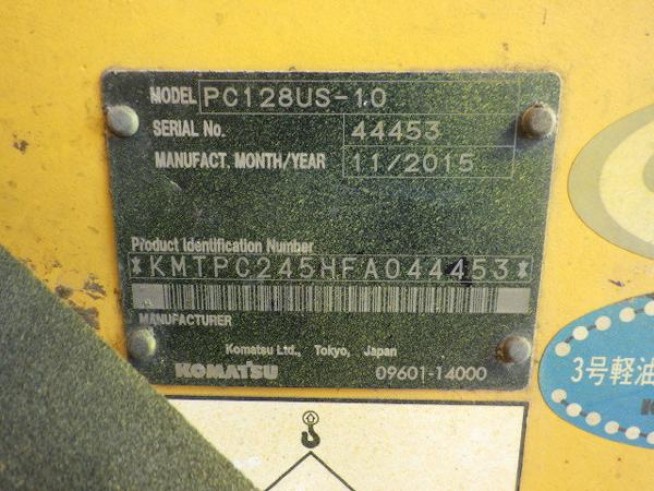 MODEL PC128US-10
SERIAL No. 44453
MANUFACT. MONTH/YEAR 11/2015
Product Identification Number
*KMTPC245HFA044453*
MANUFACTURER
Komatsu Ltd., Tokyo, Japan
KOMATSU 09601-14000
3号軽油